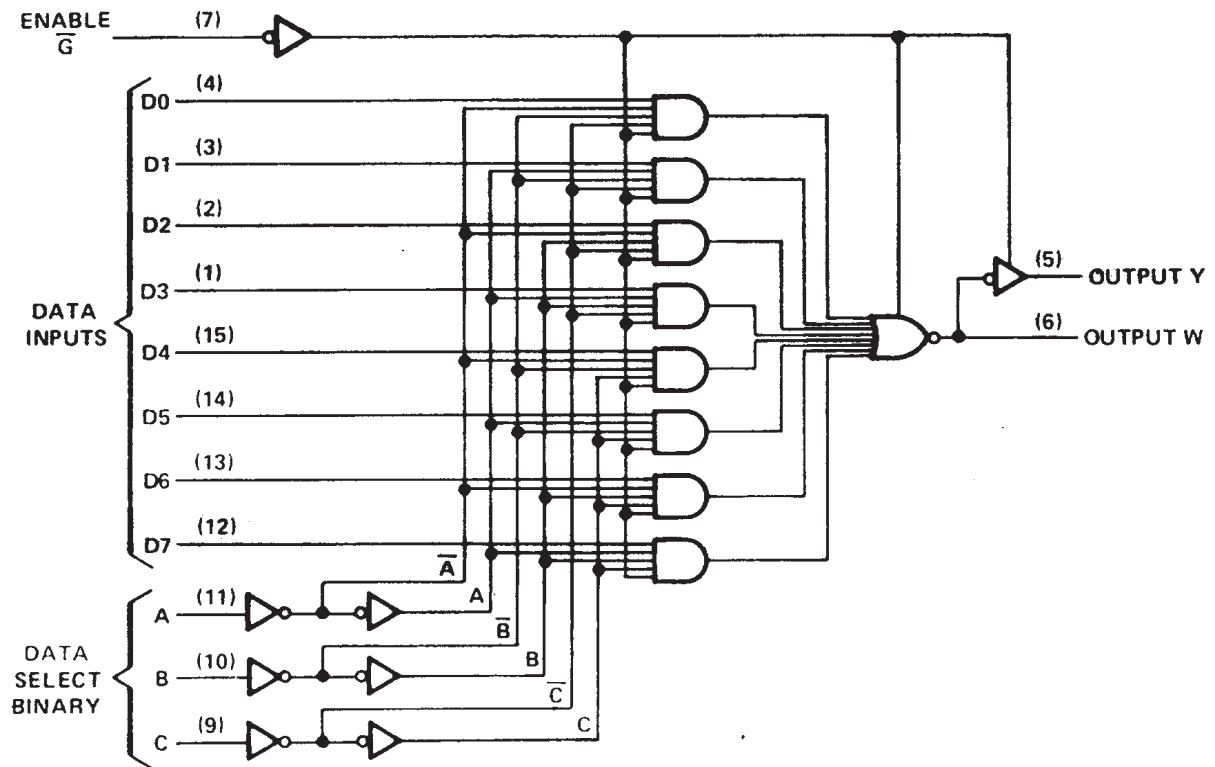 ENABLE
G̅
(7)
D0 (4)
D1 (3)
D2 (2)
D3 (1)
DATA
INPUTS
D4 (15)
D5 (14)
D6 (13)
D7 (12)
(5) OUTPUT Y
(6) OUTPUT W
DATA
SELECT
BINARY
A (11)
A̅
A
B (10)
B̅
B
C (9)
C̅
C